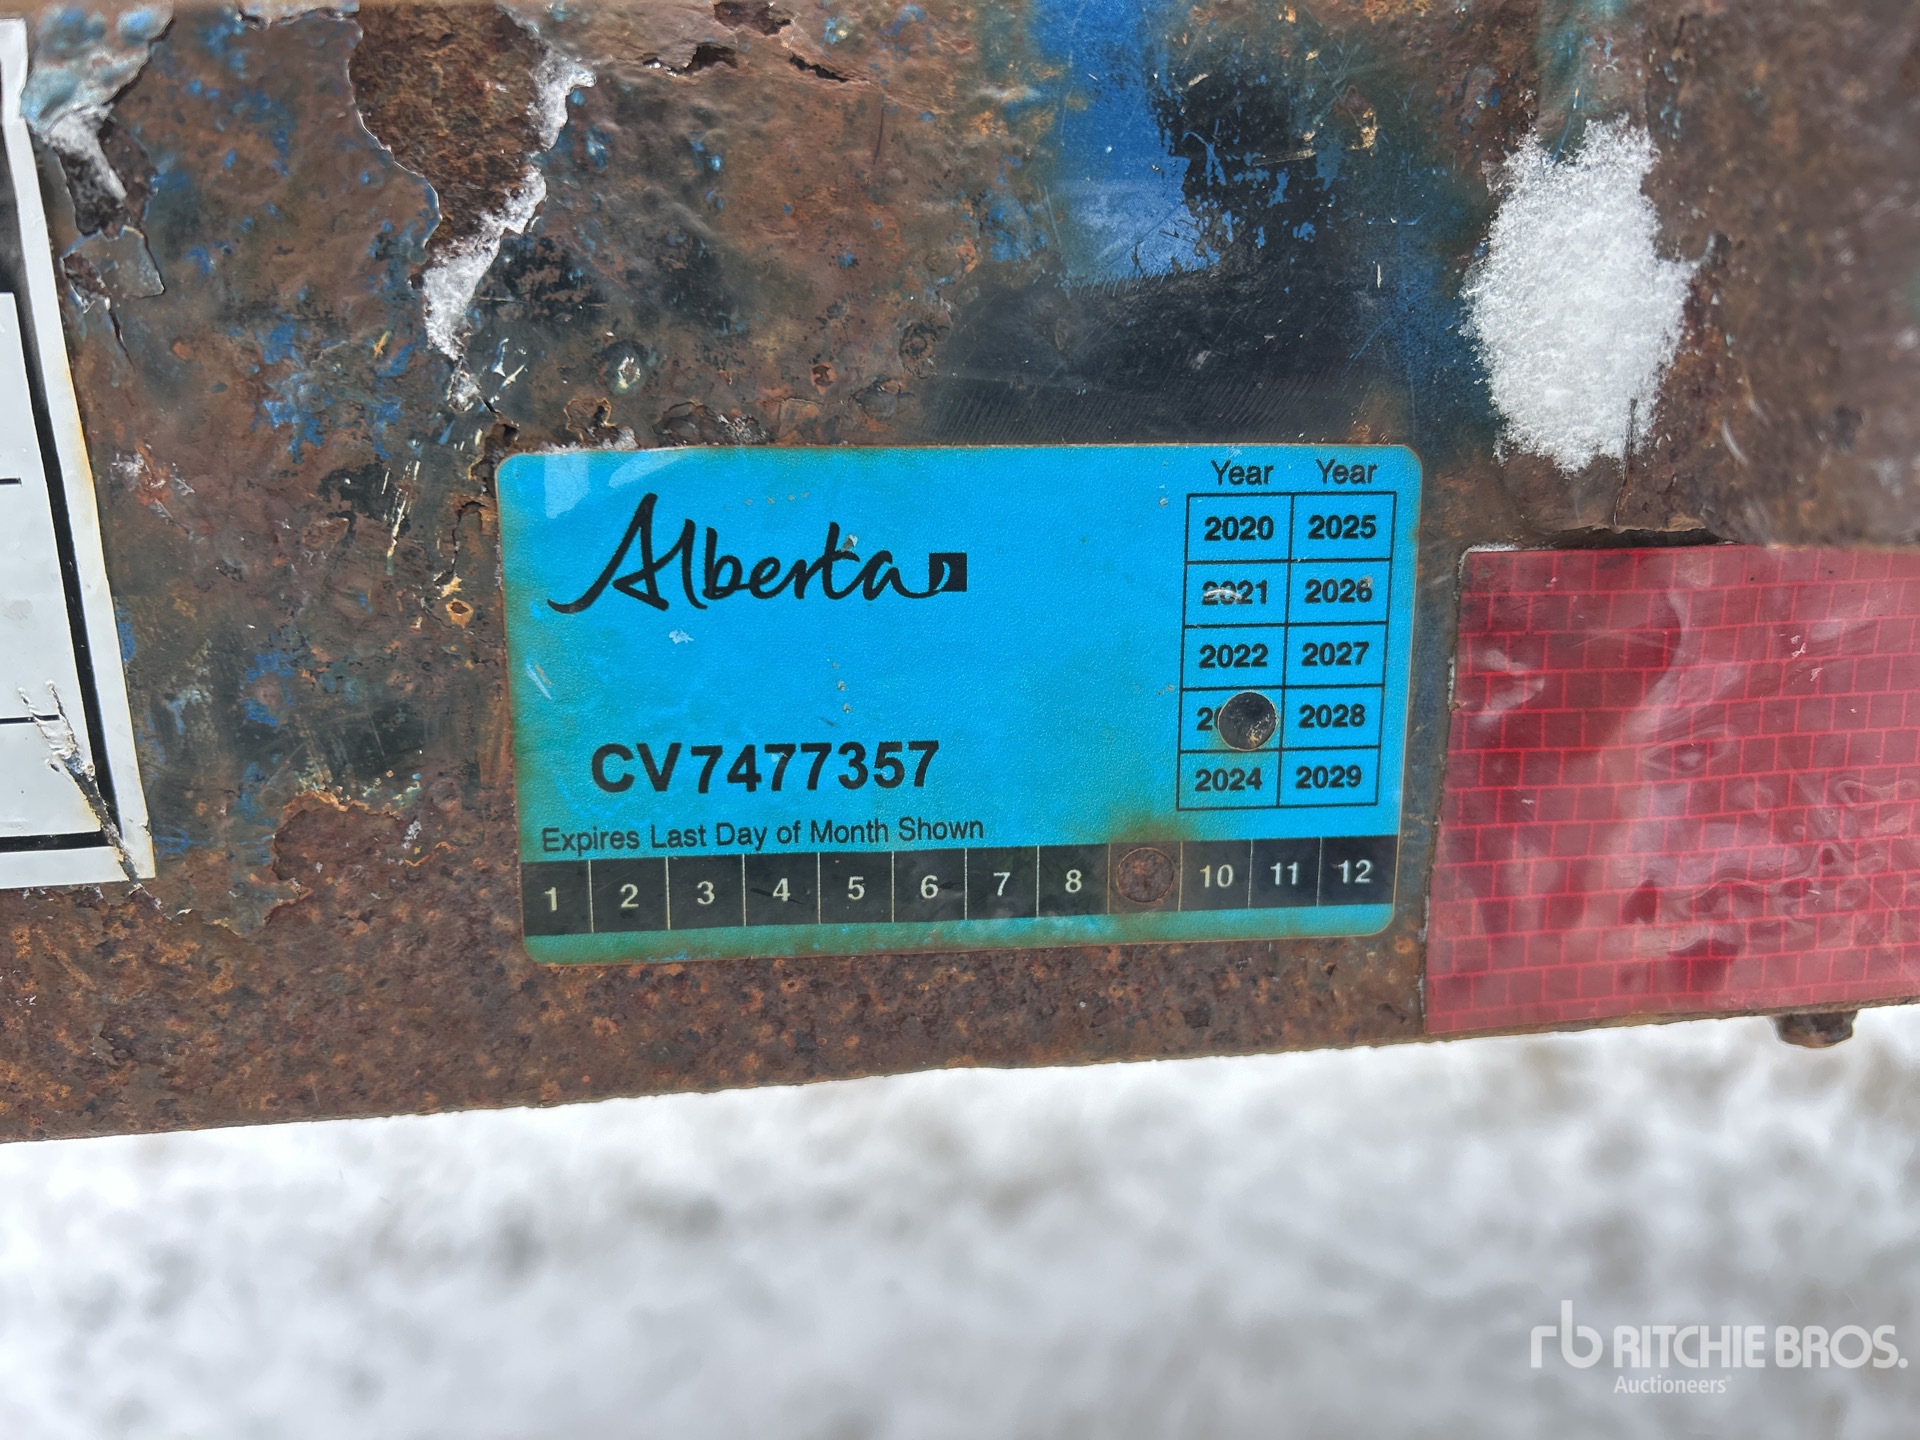 Alberta
Year Year
2020 2025
2021 2026
2022 2027
2028
2024 2029
CV7477357
Expires Last Day of Month Shown
1 2 3 4 5 6 7 8 10 11 12
rb RITCHIE BROS.
Auctioneers